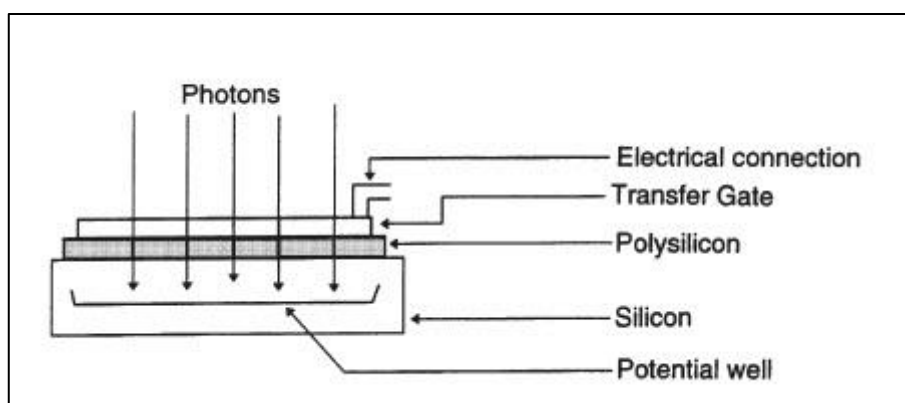 Photons
Electrical connection
Transfer Gate
Polysilicon
Silicon
Potential well